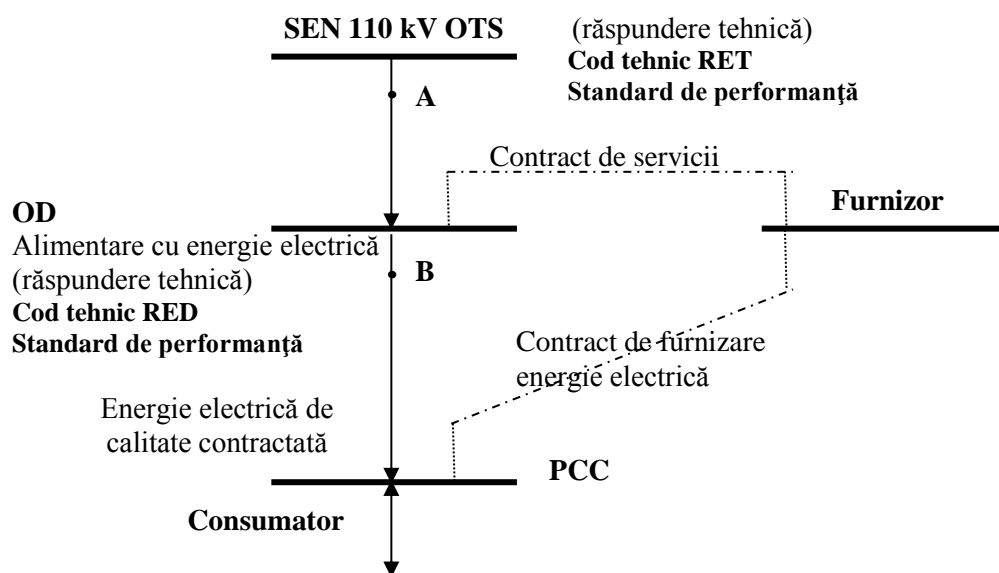 SEN 110 kV OTS
(răspundere tehnică)
Cod tehnic RET
Standard de performanţă
A
Contract de servicii
Furnizor
OD
Alimentare cu energie electrică
(răspundere tehnică)
Cod tehnic RED
Standard de performanţă
B
Contract de furnizare
energie electrică
Energie electrică de
calitate contractată
PCC
Consumator